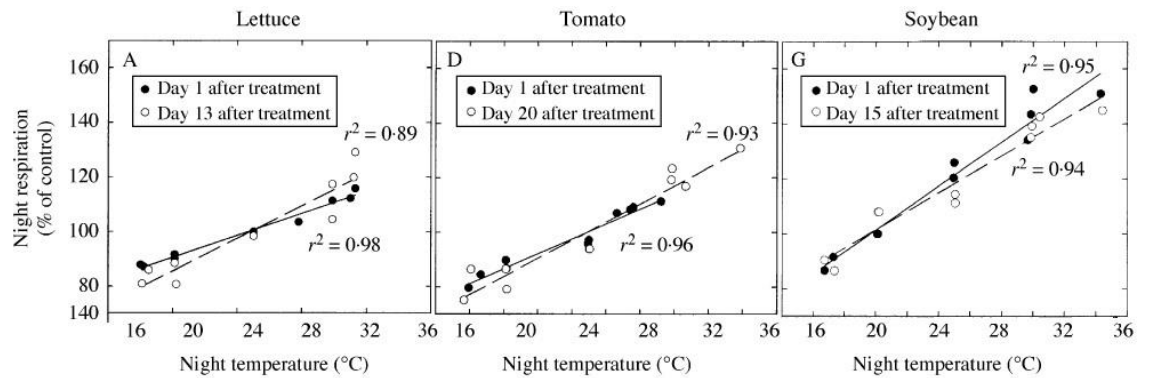 Lettuce
Tomato
Soybean
Night respiration
(% of control)
160
140
120
100
80
140
A
Day 1 after treatment
Day 13 after treatment
r² = 0·89
r² = 0·98
16
20
24
28
32
36
Night temperature (°C)
D
Day 1 after treatment
Day 20 after treatment
r² = 0·93
r² = 0·96
16
20
24
28
32
36
Night temperature (°C)
G
Day 1 after treatment
Day 15 after treatment
r² = 0·95
r² = 0·94
16
20
24
28
32
36
Night temperature (°C)